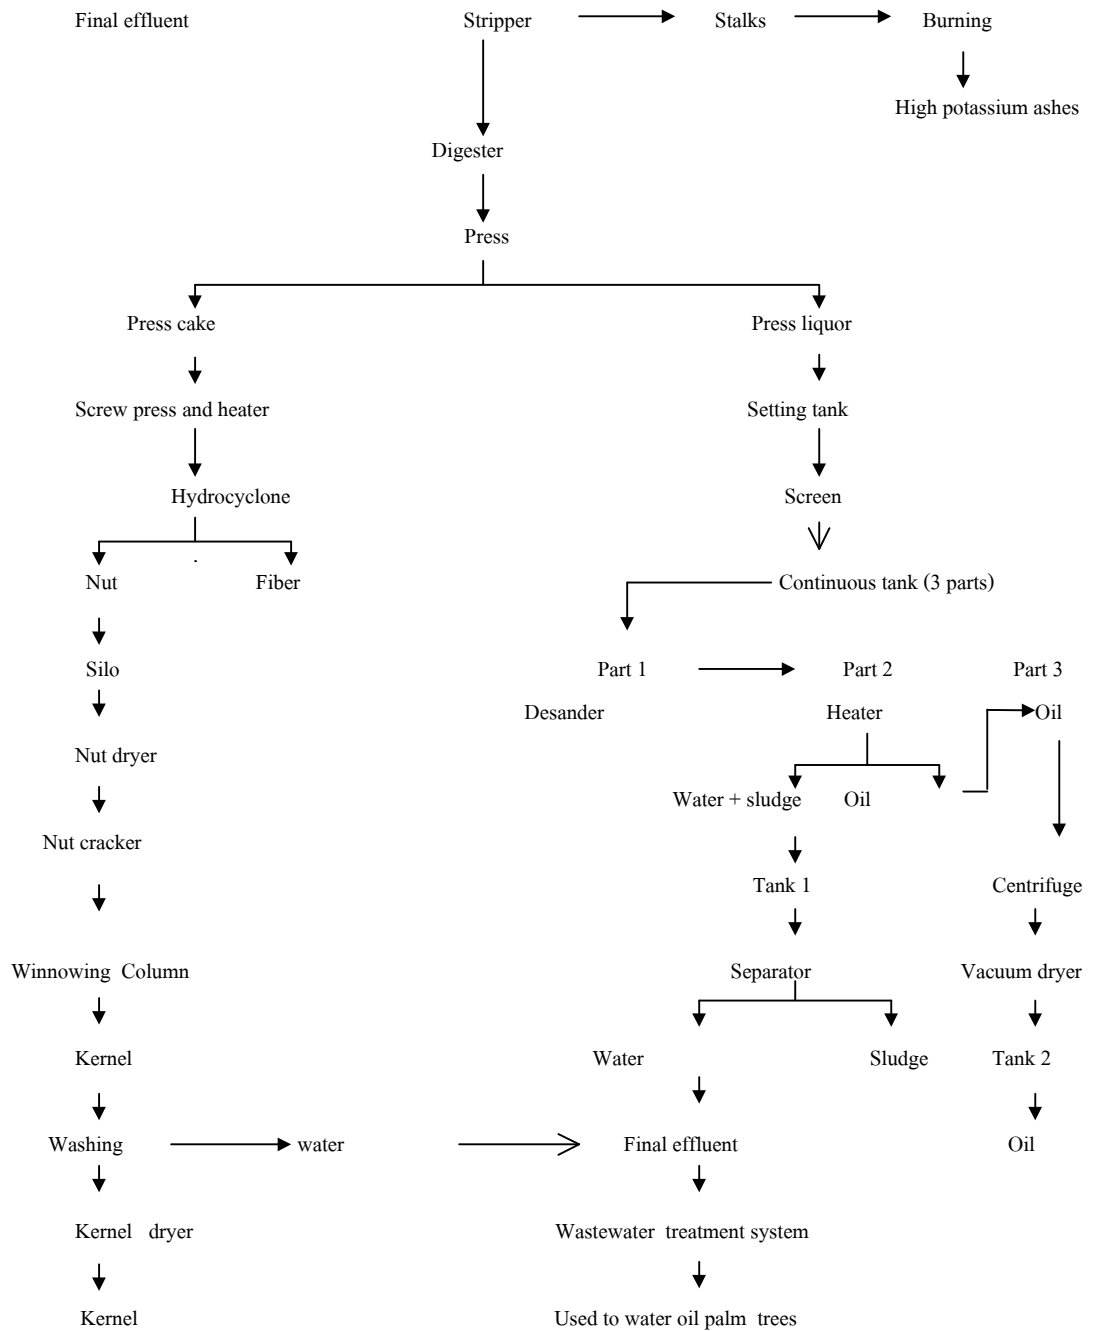 Final effluent Stripper Stalks Burning
High potassium ashes
Digester
Press
Press cake Press liquor
Screw press and heater Setting tank
Hydrocyclone Screen
Nut Fiber Continuous tank (3 parts)
Silo Part 1 Part 2 Part 3
Desander Heater Oil
Nut dryer
Water + sludge Oil
Nut cracker
Tank 1 Centrifuge
Winnowing Column Separator Vacuum dryer
Kernel Water Sludge Tank 2
Washing water Final effluent Oil
Kernel dryer Wastewater treatment system
Kernel Used to water oil palm trees